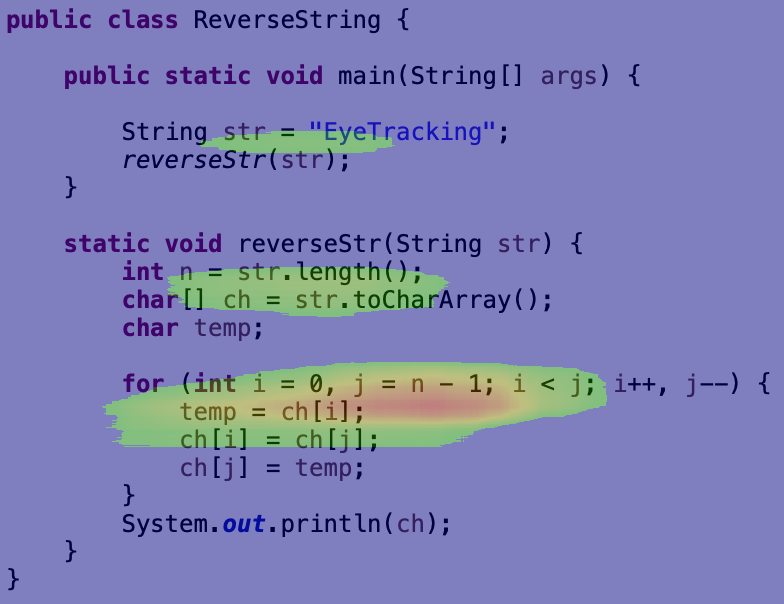 public class ReverseString {
public static void main(String[] args) {
String str = "EyeTracking";
reverseStr(str);
}
static void reverseStr(String str) {
int n = str.length();
char[] ch = str.toCharArray();
char temp;
for (int i = 0, j = n - 1; i < j; i++, j--) {
temp = ch[i];
ch[i] = ch[j];
ch[j] = temp;
}
System.out.println(ch);
}
}